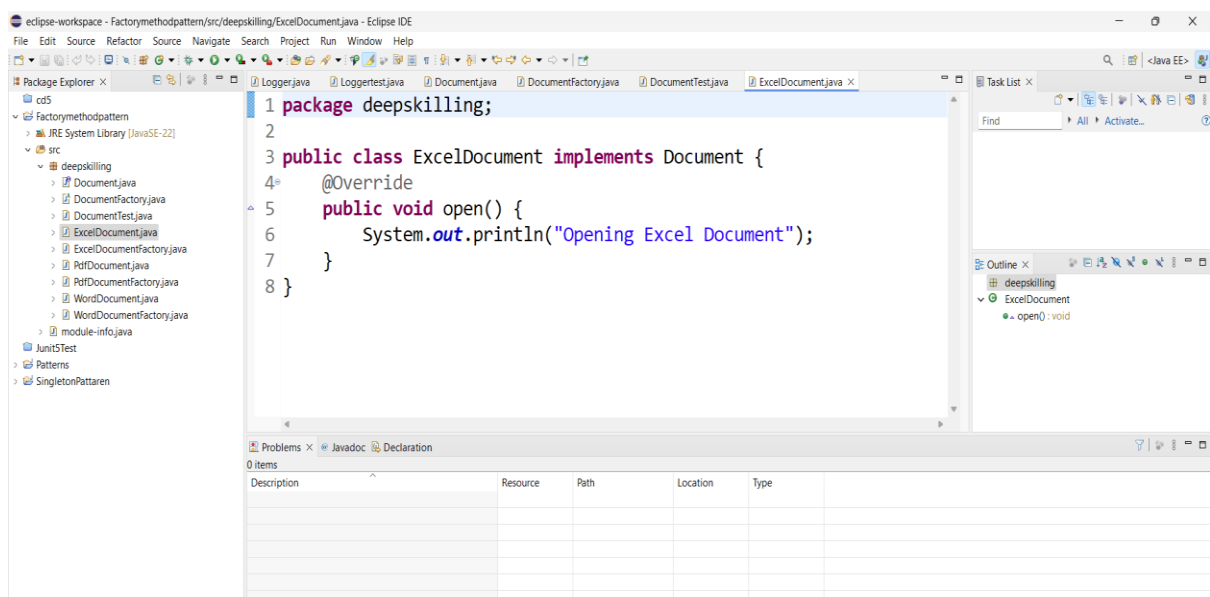 eclipse-workspace - Factorymethodpattern/src/deepskilling/ExcelDocument.java - Eclipse IDE
File Edit Source Refactor Source Navigate Search Project Run Window Help
<Java EE>
Package Explorer
cd5
Factorymethodpattern
JRE System Library [JavaSE-22]
src
deepskilling
Document.java
DocumentFactory.java
DocumentTest.java
ExcelDocument.java
ExcelDocumentFactory.java
PdfDocument.java
PdfDocumentFactory.java
WordDocument.java
WordDocumentFactory.java
module-info.java
Junit5Test
Patterns
SingletonPattaren
Logger.java Loggertest.java Document.java DocumentFactory.java DocumentTest.java ExcelDocument.java
1 package deepskilling;
2
3 public class ExcelDocument implements Document {
4 @Override
5 public void open() {
6 System.out.println("Opening Excel Document");
7 }
8 }
Task List
Find All Activate...
Outline
deepskilling
ExcelDocument
open() : void
Problems Javadoc Declaration
0 items
Description Resource Path Location Type